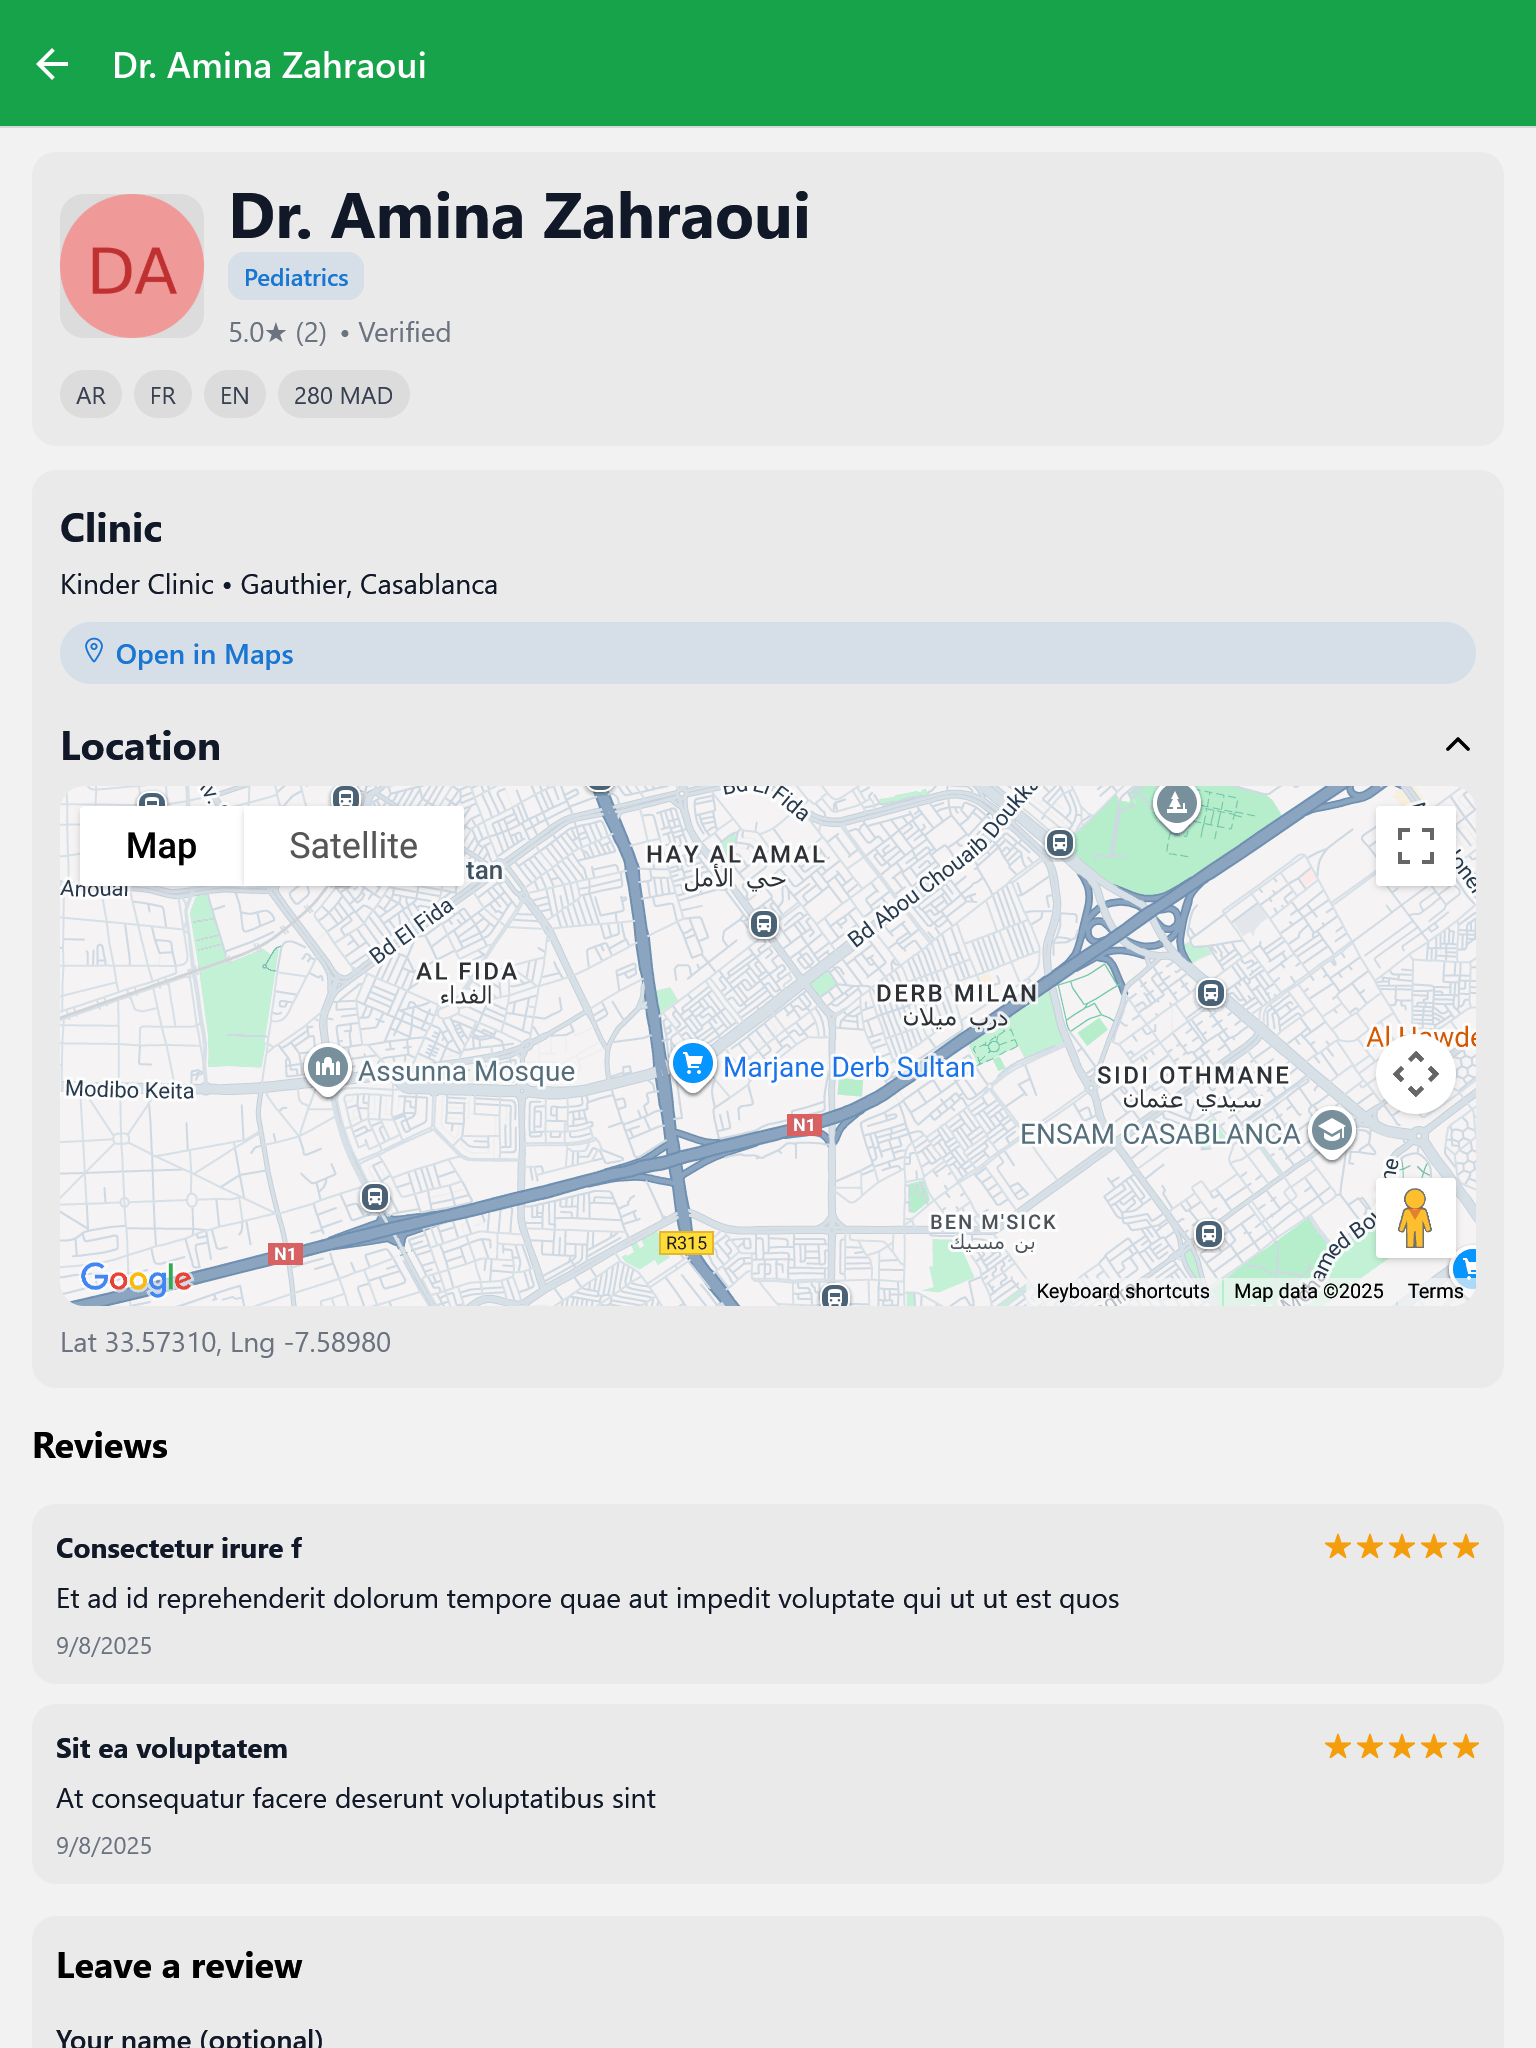 Dr. Amina Zahraoui
DA
Dr. Amina Zahraoui
Pediatrics
5.0★ (2) • Verified
AR FR EN 280 MAD
Clinic
Kinder Clinic • Gauthier, Casablanca
Open in Maps
Location
Map Satellite
Bd El Fida
HAY AL AMAL
حي الأمل
tan
Anoual
Bd El Fida
Bd Abou Chouaib Doukka
AL FIDA
الفداء
DERB MILAN
درب ميلان
Assunna Mosque
Marjane Derb Sultan
Modibo Keita
SIDI OTHMANE
سيدي عثمان
N1
ENSAM CASABLANCA
BEN M'SICK
بن مسيك
R315
N1
Google
Keyboard shortcuts Map data ©2025 Terms
Lat 33.57310, Lng -7.58980
Reviews
Consectetur irure f ★★★★★
Et ad id reprehenderit dolorum tempore quae aut impedit voluptate qui ut ut est quos
9/8/2025
Sit ea voluptatem ★★★★★
At consequatur facere deserunt voluptatibus sint
9/8/2025
Leave a review
Your name (optional)